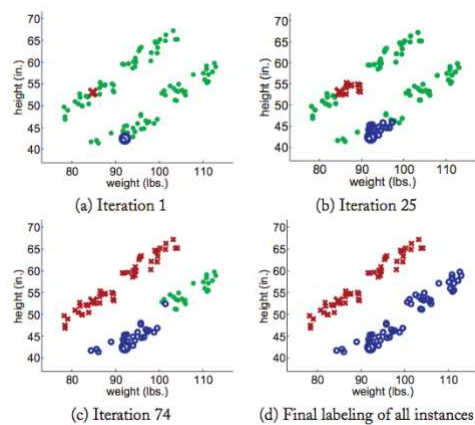 height (in.)
70
65
60
55
50
45
40
80 90 100 110
weight (lbs.)
(a) Iteration 1
height (in.)
70
65
60
55
50
45
40
80 90 100 110
weight (lbs.)
(b) Iteration 25
height (in.)
70
65
60
55
50
45
40
80 90 100 110
weight (lbs.)
(c) Iteration 74
height (in.)
70
65
60
55
50
45
40
80 90 100 110
weight (lbs.)
(d) Final labeling of all instances